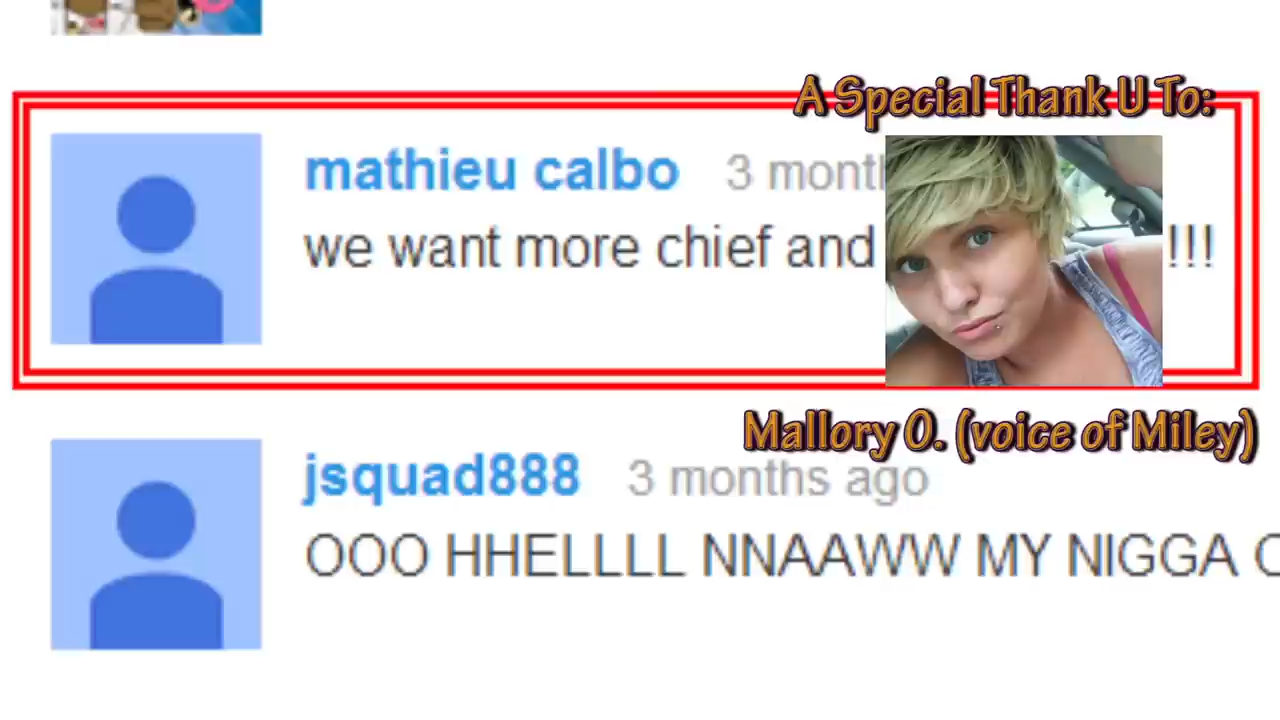 A Special Thank U To:
mathieu calbo 3 month
we want more chief and !!!
Mallory O. (voice of Miley)
jsquad888 3 months ago
OOO HHELLLL NNAAWW MY NIGGA